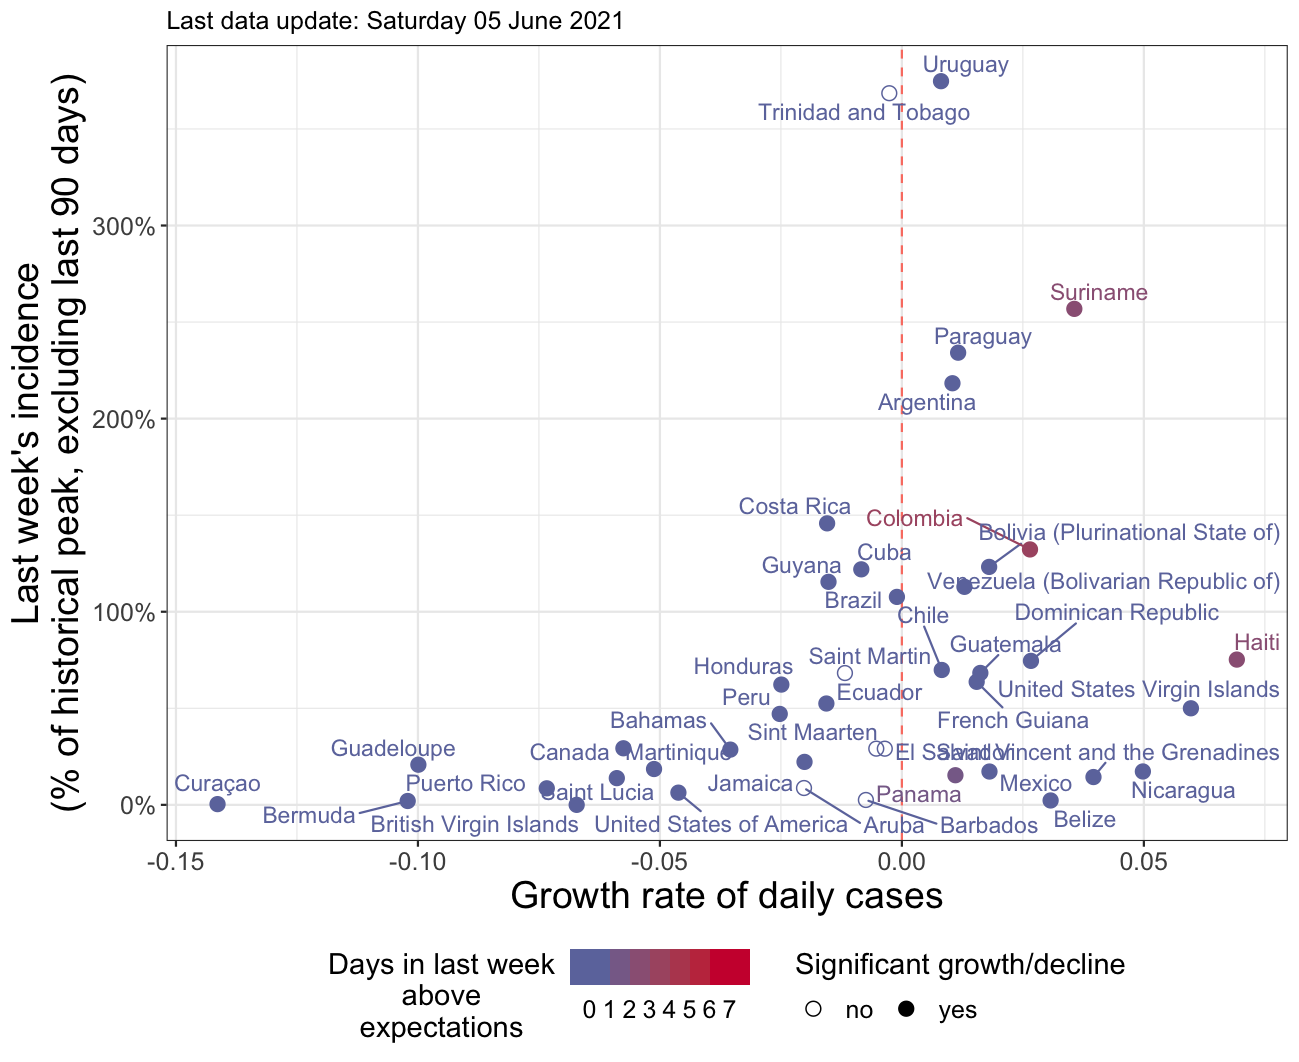 Last data update: Saturday 05 June 2021
Last week's incidence
(% of historical peak, excluding last 90 days)
300%
200%
100%
0%
Uruguay
Trinidad and Tobago
Suriname
Paraguay
Argentina
Costa Rica
Colombia
Bolivia (Plurinational State of)
Cuba
Guyana
Venezuela (Bolivarian Republic of)
Brazil
Chile
Dominican Republic
Haiti
Guatemala
Saint Martin
Honduras
Ecuador
United States Virgin Islands
Peru
French Guiana
Bahamas
Sint Maarten
Guadeloupe
Canada
Martinique
El Salvador
Saint Vincent and the Grenadines
Curaçao
Puerto Rico
Saint Lucia
Jamaica
Panama
Mexico
Nicaragua
Bermuda
British Virgin Islands
United States of America
Aruba
Barbados
Belize
-0.15
-0.10
-0.05
0.00
0.05
Growth rate of daily cases
Days in last week
above
expectations
0 1 2 3 4 5 6 7
Significant growth/decline
no
yes